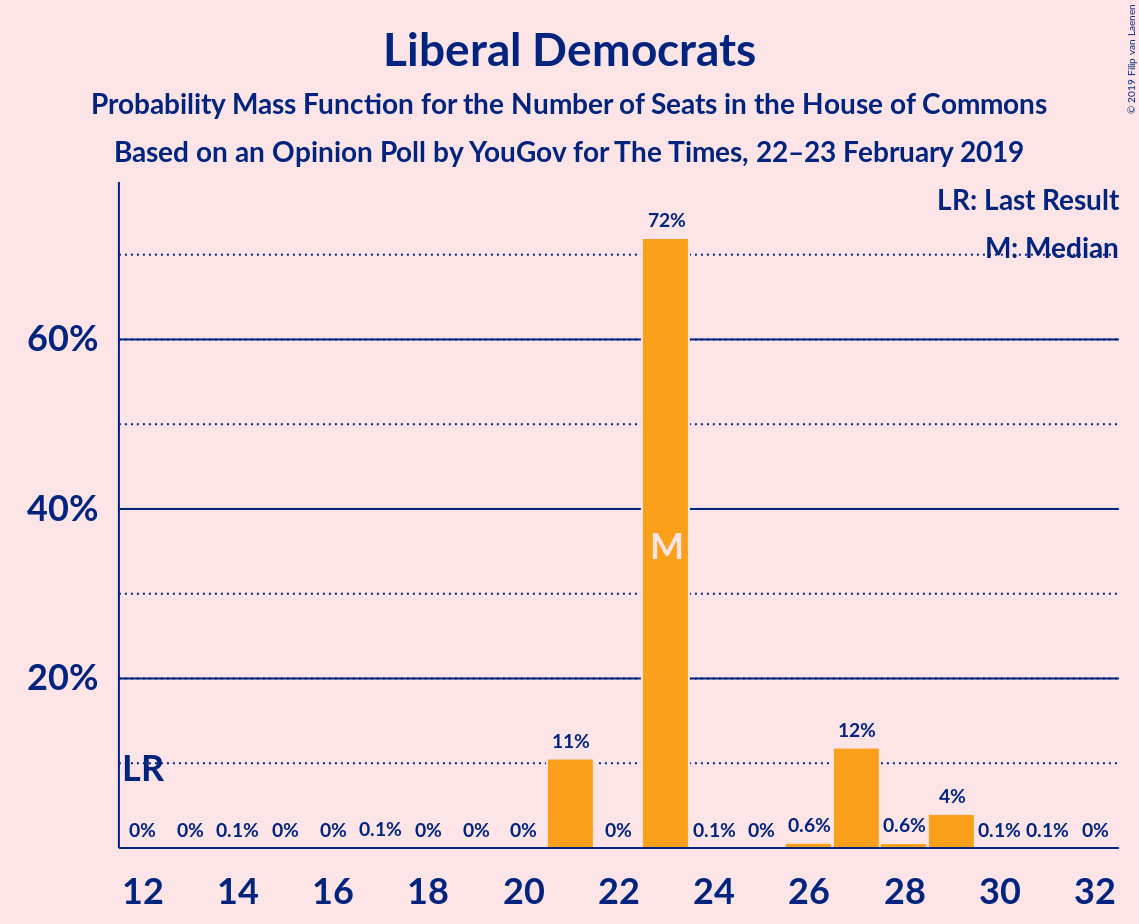 Liberal Democrats
Probability Mass Function for the Number of Seats in the House of Commons
Based on an Opinion Poll by YouGov for The Times, 22–23 February 2019
© 2019 Filip van Laenen
LR: Last Result
M: Median
72%
60%
40%
M
20%
12%
11%
LR
4%
0% 0% 0.1% 0% 0% 0.1% 0% 0% 0% 0% 0.1% 0% 0.6% 0.6% 0.1% 0.1% 0%
12 14 16 18 20 22 24 26 28 30 32